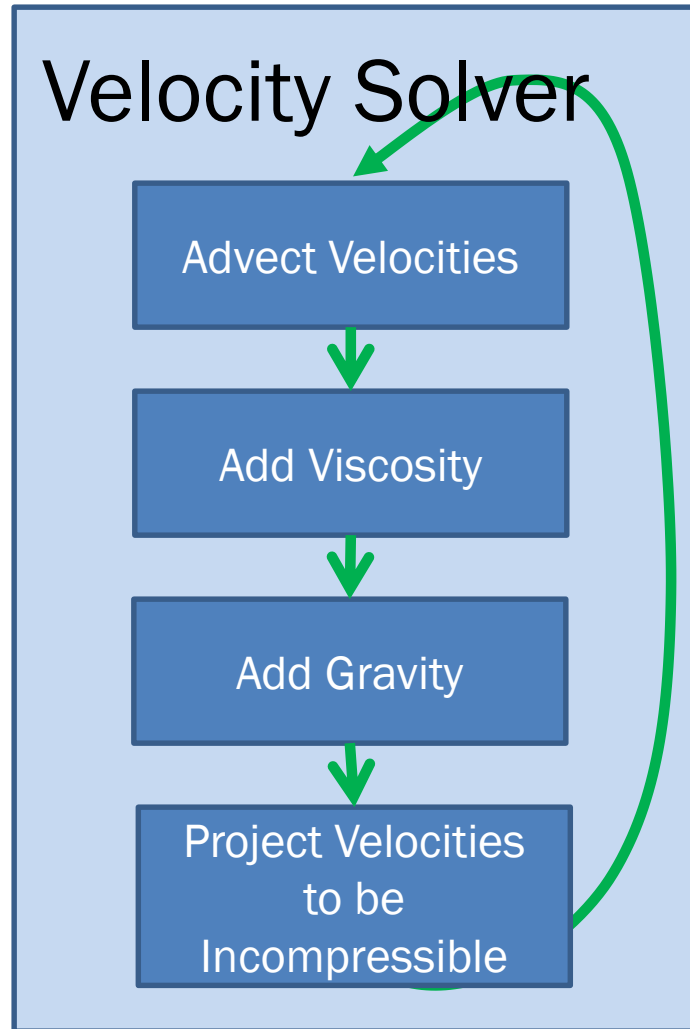 Velocity Solver
Advect Velocities
Add Viscosity
Add Gravity
Project Velocities
to be
Incompressible